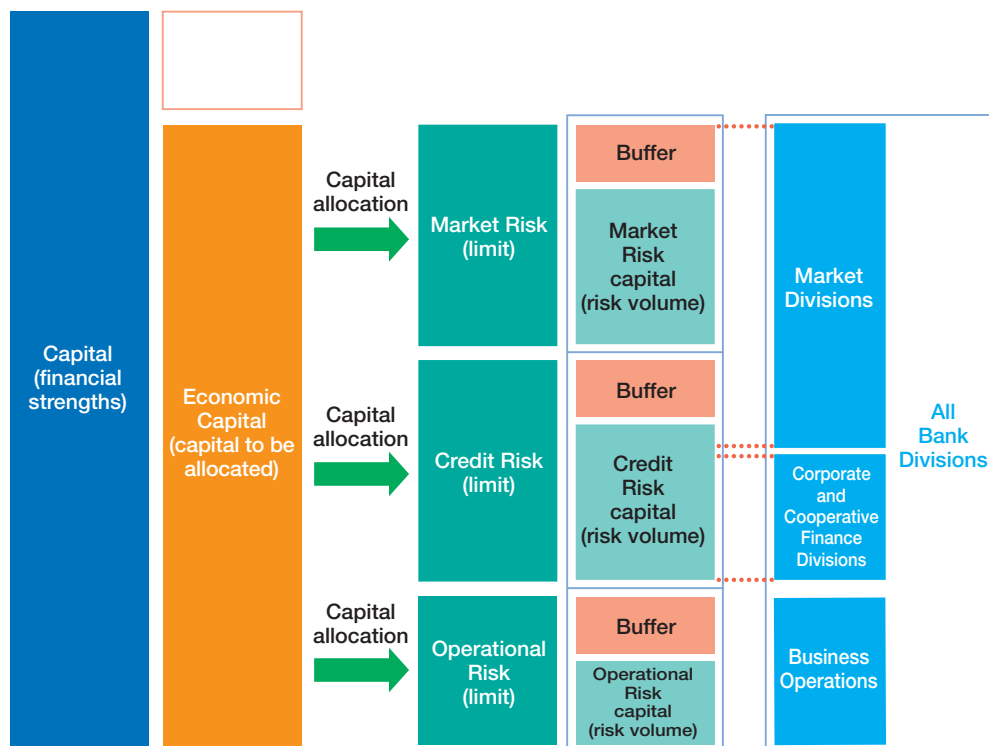 Capital
(financial
strengths)
Economic
Capital
(capital to be
allocated)
Capital
allocation
Market Risk
(limit)
Buffer
Market
Risk
capital
(risk volume)
Market
Divisions
Capital
allocation
Credit Risk
(limit)
Buffer
Credit
Risk
capital
(risk volume)
Corporate
and
Cooperative
Finance
Divisions
All
Bank
Divisions
Capital
allocation
Operational
Risk
(limit)
Buffer
Operational
Risk
capital
(risk volume)
Business
Operations